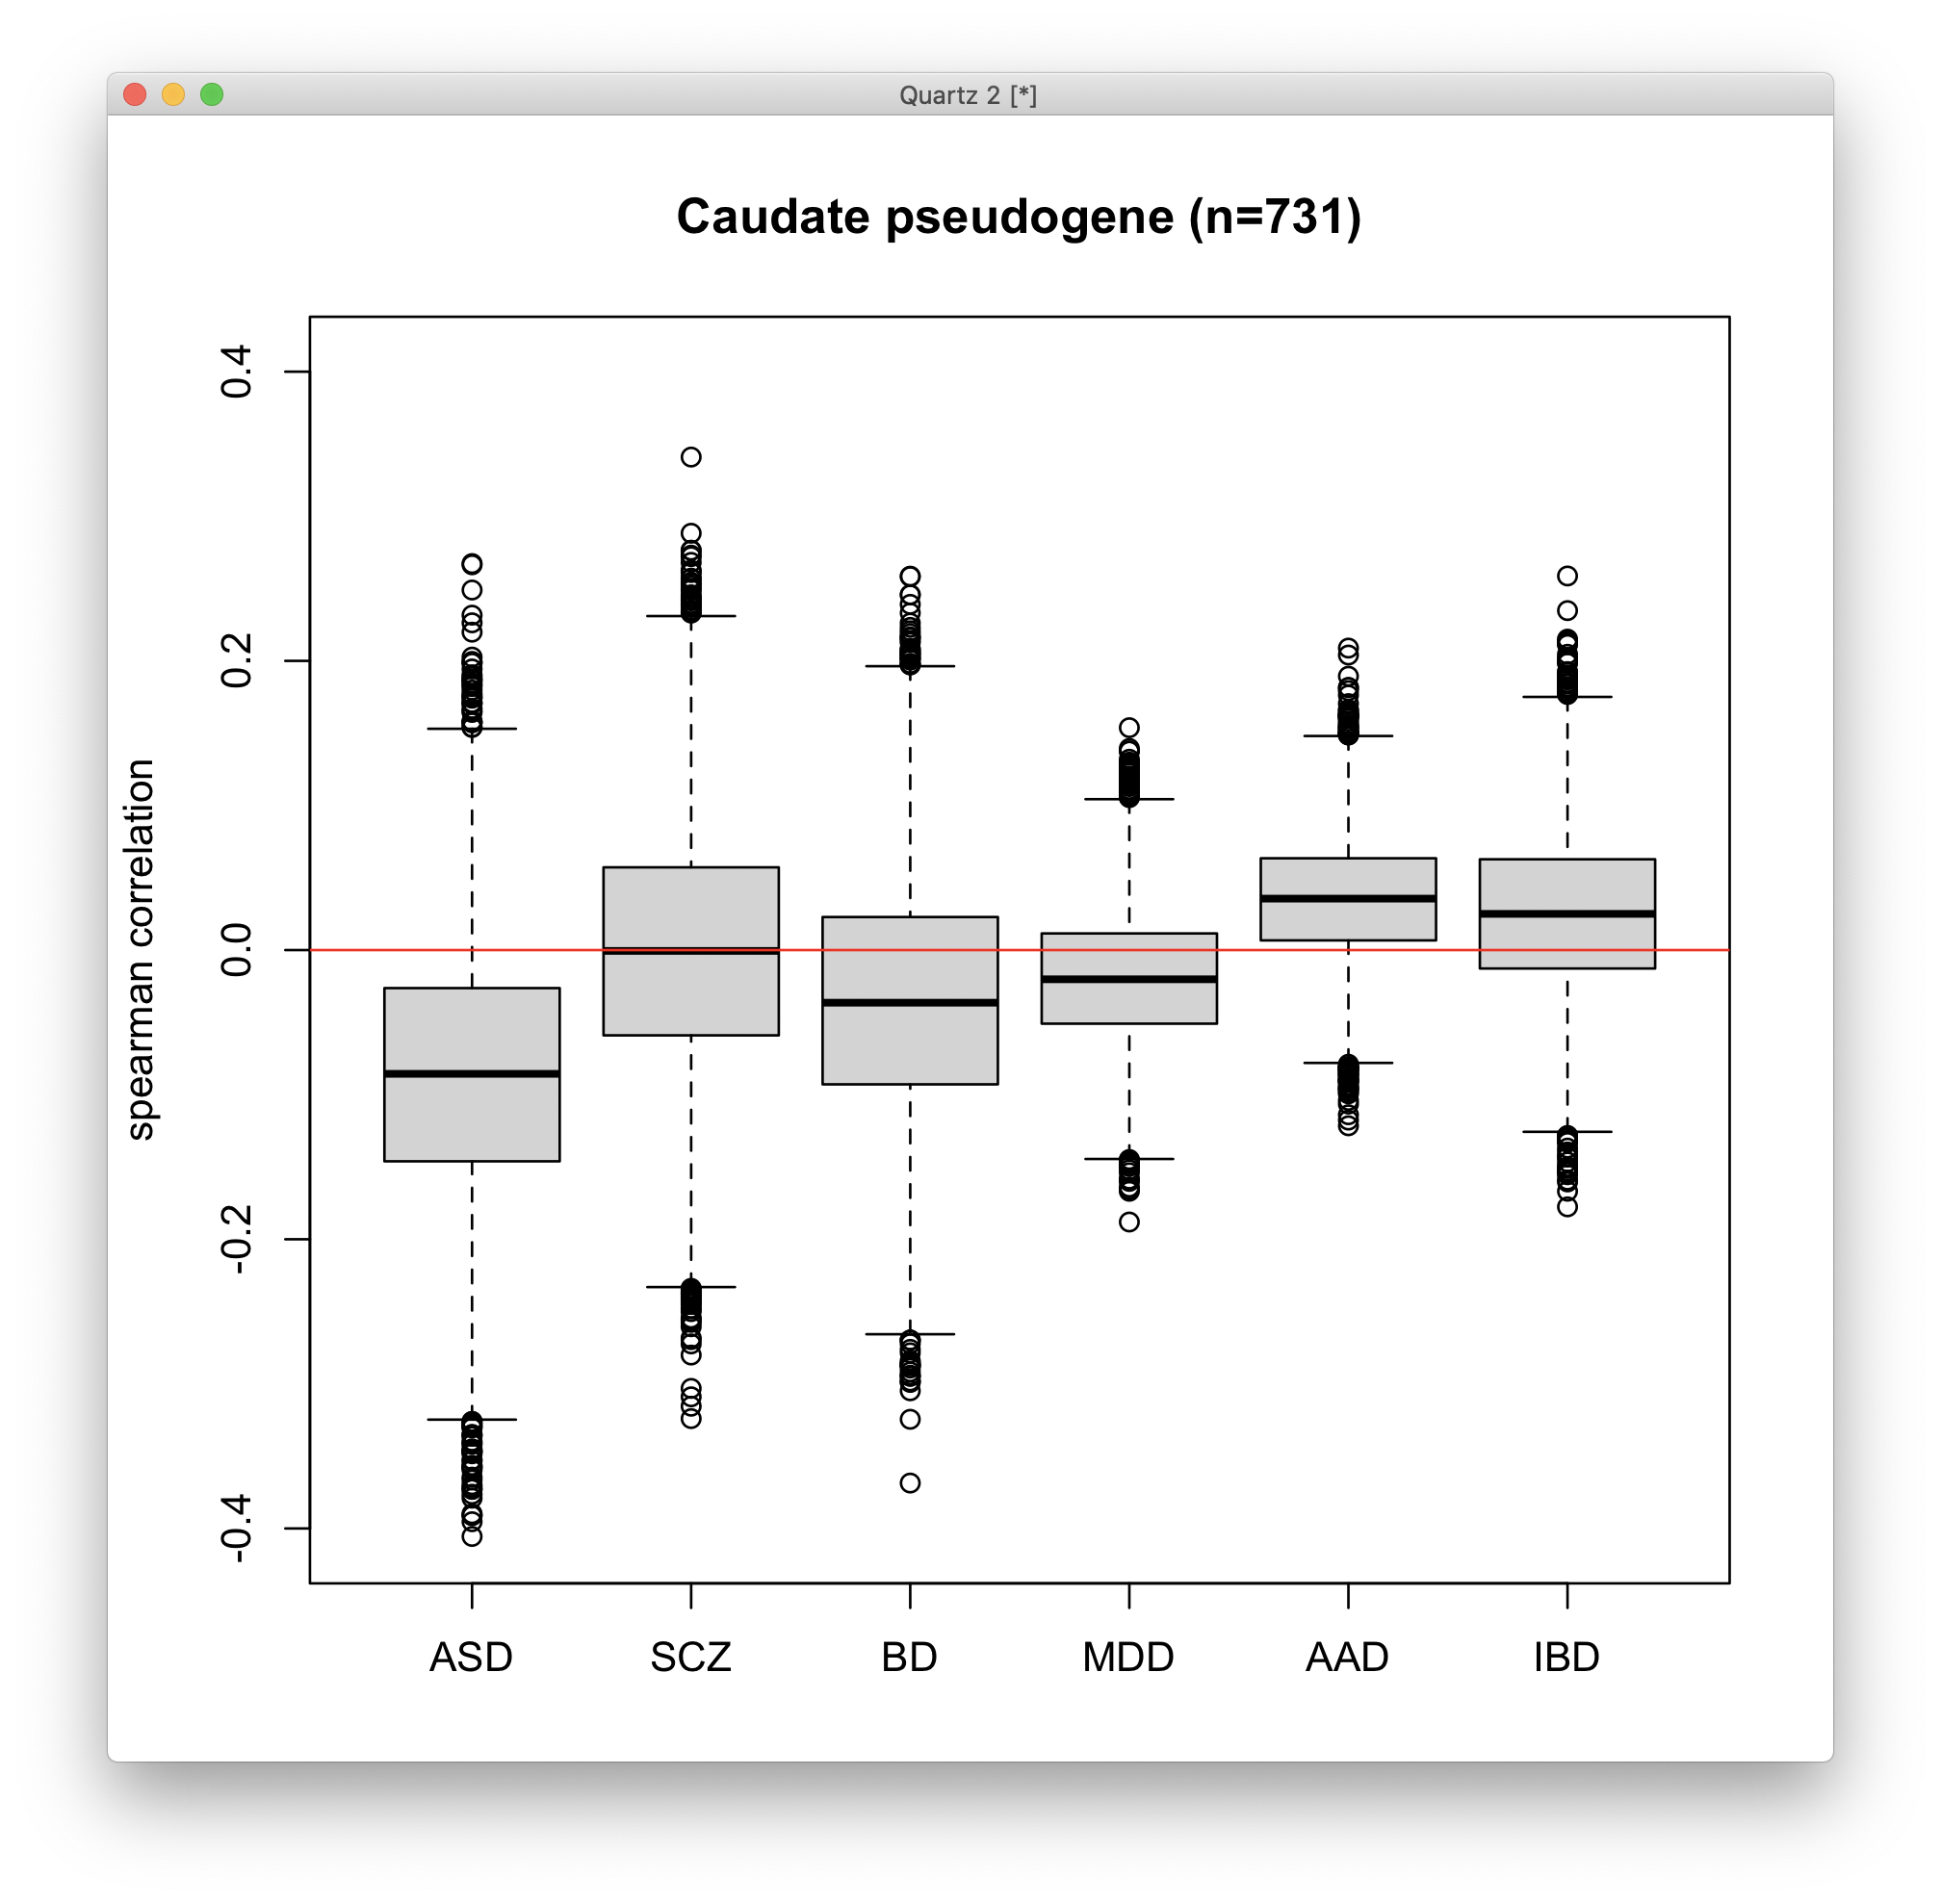 Quartz 2 [*]
Caudate pseudogene (n=731)
spearman correlation
0.4
0.2
0.0
-0.2
-0.4
ASD SCZ BD MDD AAD IBD